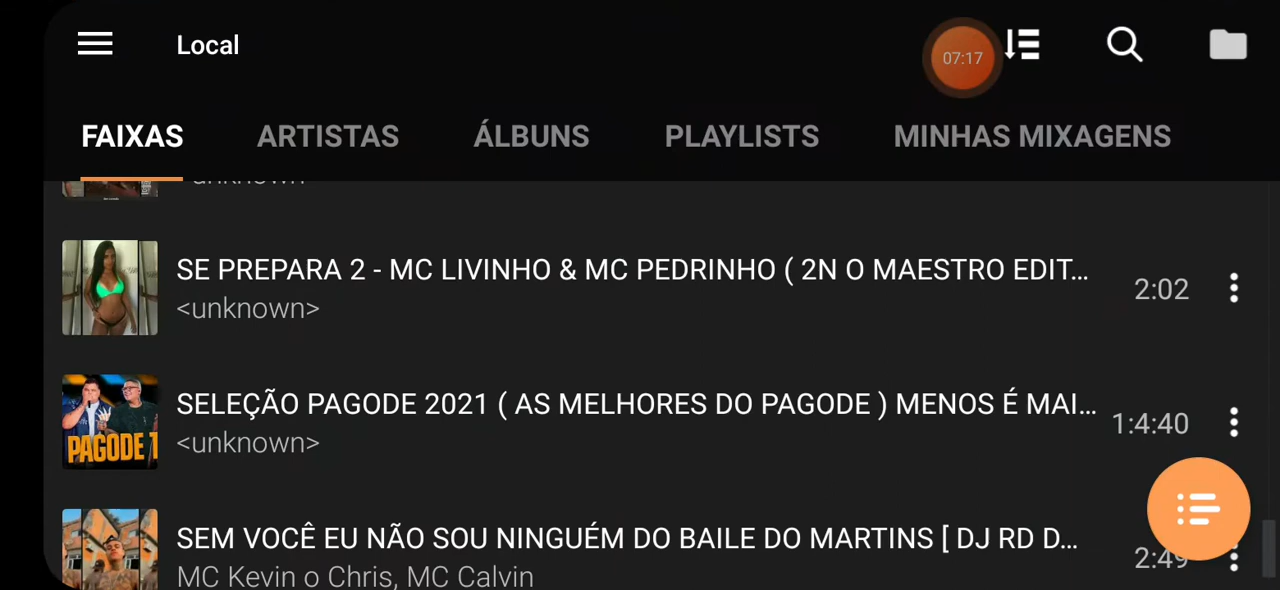 Local
07:17
FAIXAS
ARTISTAS
ÁLBUNS
PLAYLISTS
MINHAS MIXAGENS
SE PREPARA 2 - MC LIVINHO & MC PEDRINHO ( 2N O MAESTRO EDIT...
<unknown>
2:02
SELEÇÃO PAGODE 2021 ( AS MELHORES DO PAGODE ) MENOS É MAI...
<unknown>
1:4:40
PAGODE
SEM VOCÊ EU NÃO SOU NINGUÉM DO BAILE DO MARTINS [ DJ RD D...
MC Kevin o Chris, MC Calvin
2:49